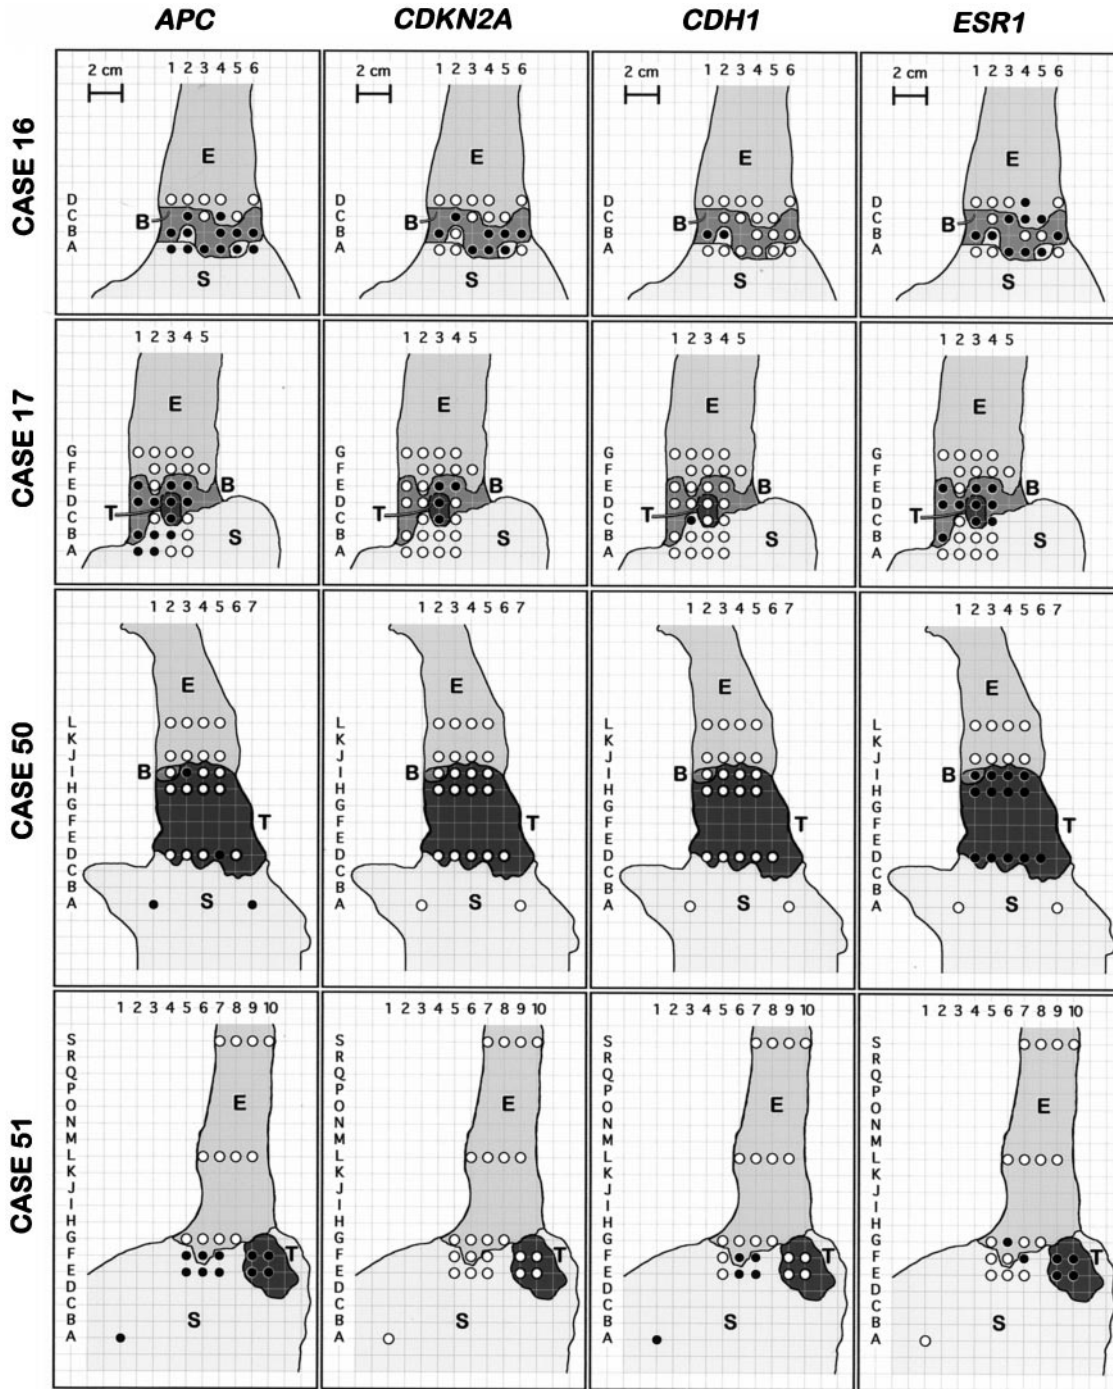 APC CDKN2A CDH1 ESR1
CASE 16
2 cm 1 2 3 4 5 6
2 cm 1 2 3 4 5 6
2 cm 1 2 3 4 5 6
2 cm 1 2 3 4 5 6
E E E E
D D D D
C C C C
B B B B
B B B B
A A A A
S S S S
CASE 17
1 2 3 4 5
1 2 3 4 5
1 2 3 4 5
1 2 3 4 5
E E E E
G G G G
F F F F
E B E B E B E B
D D D D
T T T T
C C C C
S S S S
B B B B
A A A A
CASE 50
1 2 3 4 5 6 7
1 2 3 4 5 6 7
1 2 3 4 5 6 7
1 2 3 4 5 6 7
E E E E
L L L L
K K K K
J J J J
I B I B I B I B
H H H H
G G G G
F T F T F T F T
E E E E
D D D D
C C C C
B B B B
A S A S A S A S
CASE 51
1 2 3 4 5 6 7 8 9 10
1 2 3 4 5 6 7 8 9 10
1 2 3 4 5 6 7 8 9 10
1 2 3 4 5 6 7 8 9 10
S S S S
R R R R
Q Q Q Q
P P P P
O E O E O E O E
N N N N
M M M M
L L L L
K K K K
J J J J
I I I I
H H H H
G G G G
F T F T F T F T
E E E E
D D D D
C C C C
B S B S B S B S
A A A A